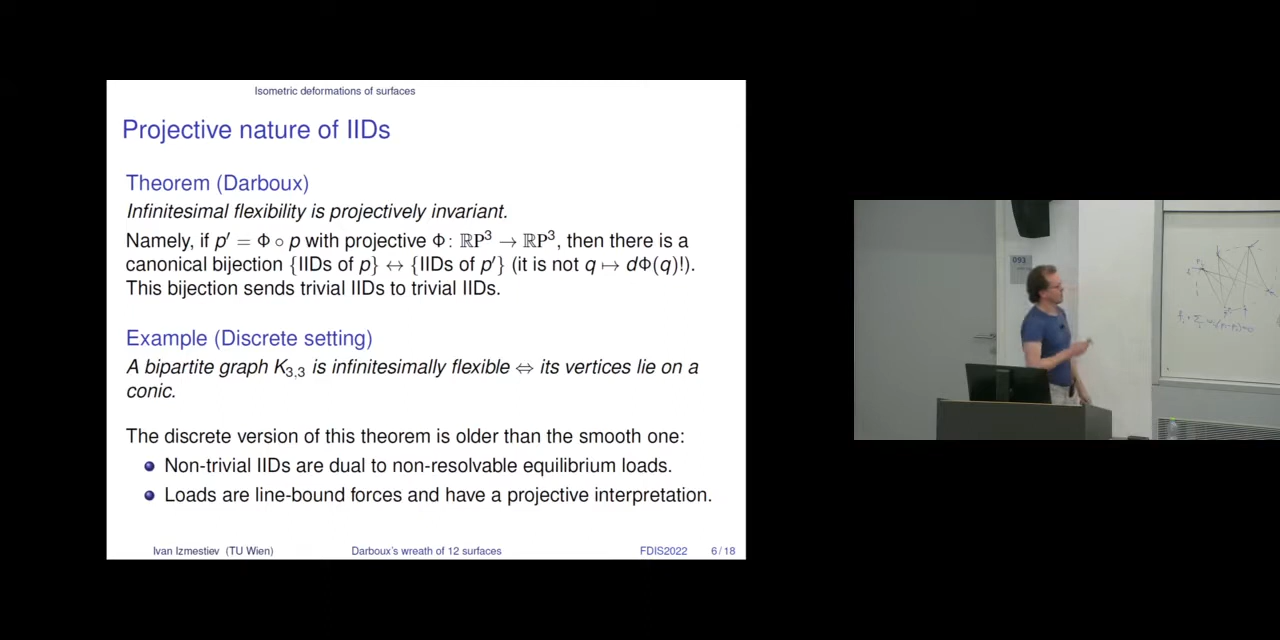 Isometric deformations of surfaces
Projective nature of IIDs
Theorem (Darboux)
Infinitesimal flexibility is projectively invariant.
Namely, if p′ = Φ ∘ p with projective Φ: ℝP³ → ℝP³, then there is a
canonical bijection {IIDs of p} ↔ {IIDs of p′} (it is not q ↦ dΦ(q)!).
This bijection sends trivial IIDs to trivial IIDs.
Example (Discrete setting)
A bipartite graph K₃,₃ is infinitesimally flexible ⇔ its vertices lie on a
conic.
The discrete version of this theorem is older than the smooth one:
Non-trivial IIDs are dual to non-resolvable equilibrium loads.
Loads are line-bound forces and have a projective interpretation.
Ivan Izmestiev (TU Wien) Darboux's wreath of 12 surfaces FDIS2022 6 / 18
093